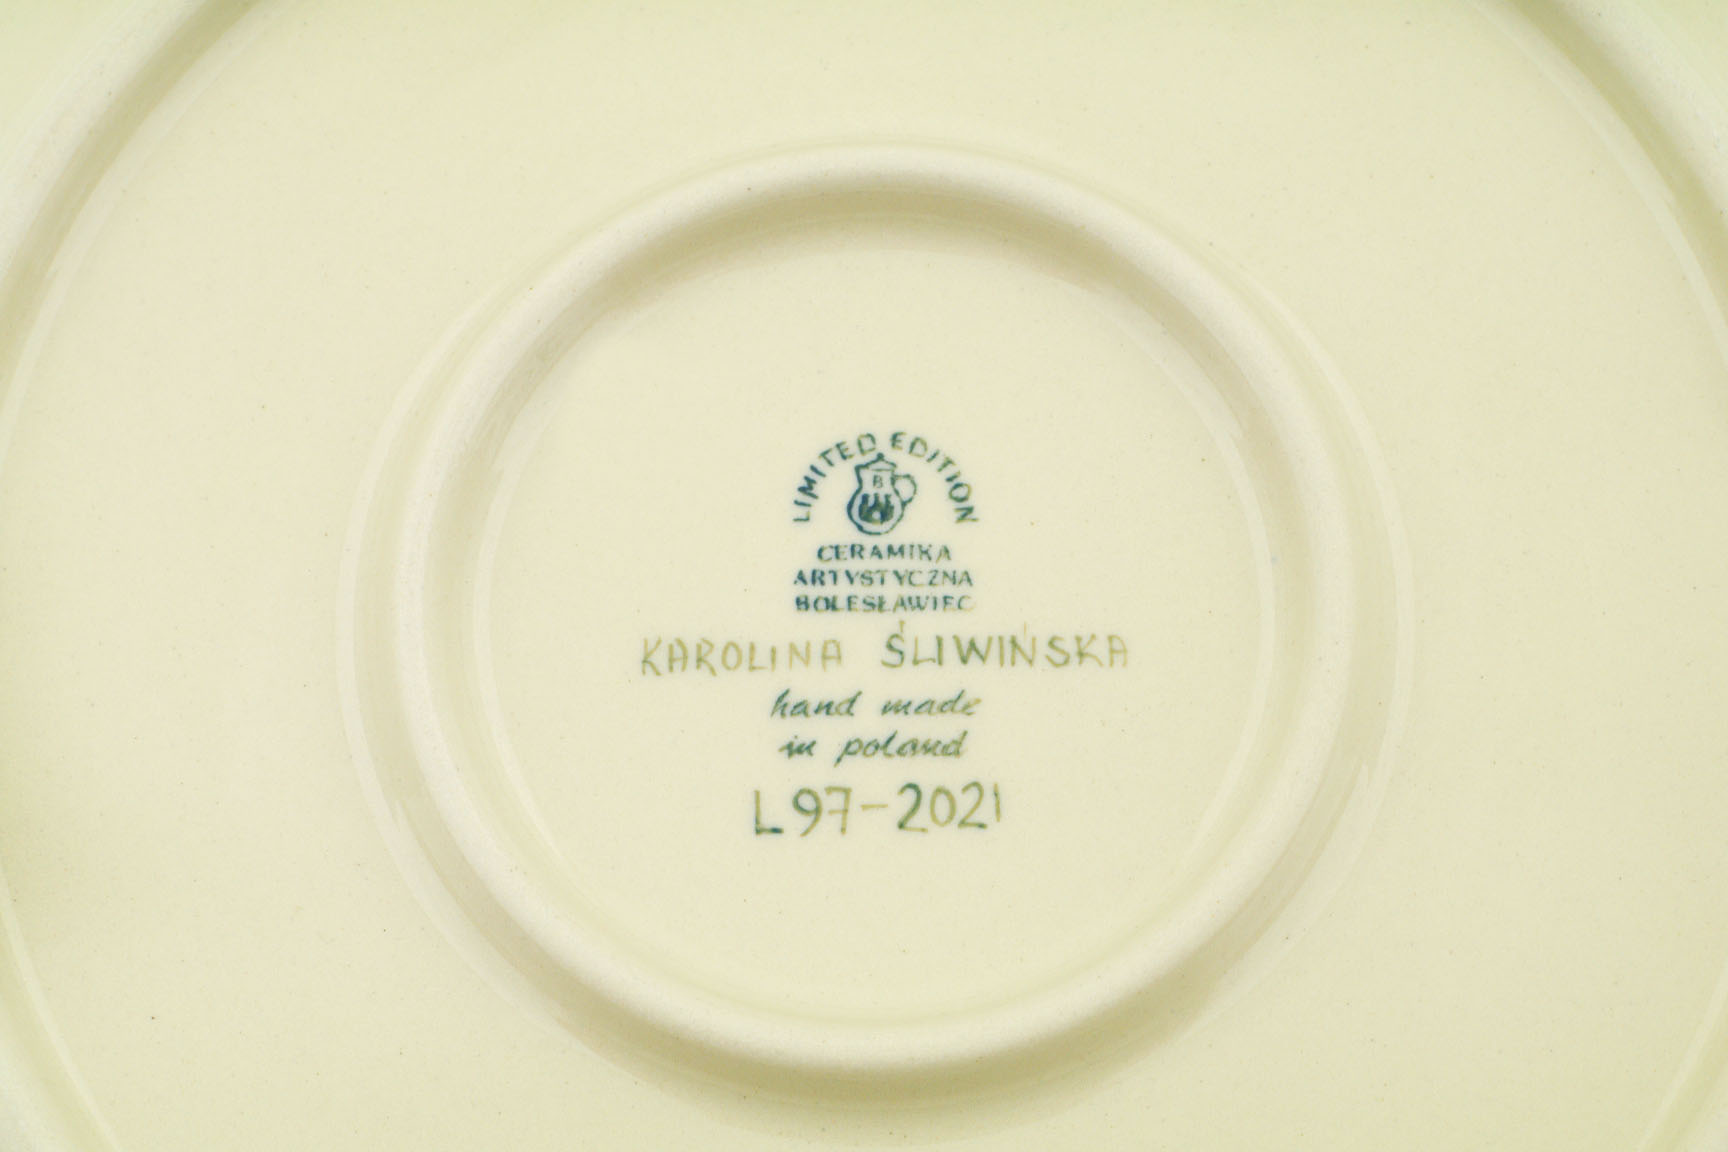 LIMITED EDITION
B
CERAMIKA
ARTYSTYCZNA
BOLESŁAWIEC
KAROLINA ŚLIWIŃSKA
hand made
in poland
L97-2021